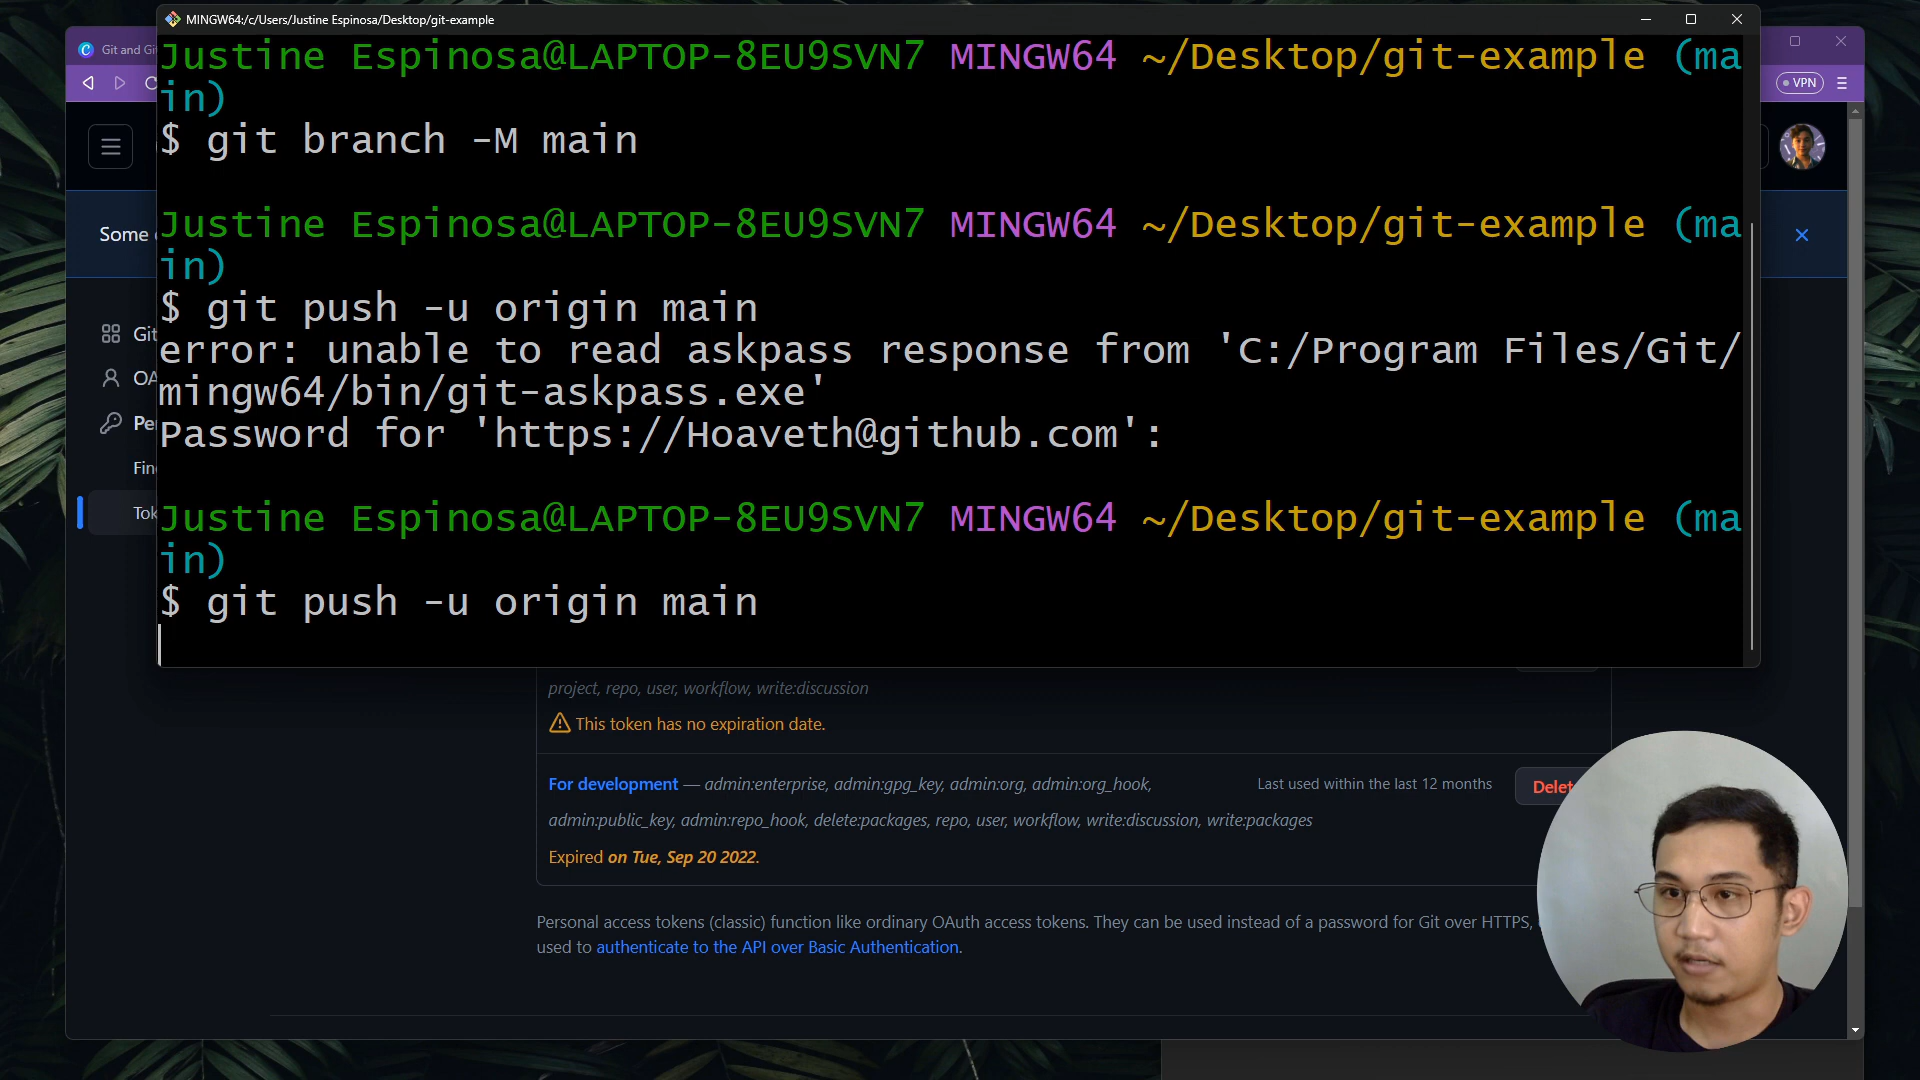 MINGW64:/c/Users/Justine Espinosa/Desktop/git-example
Git and Gi
VPN
Justine Espinosa@LAPTOP-8EU9SVN7 MINGW64 ~/Desktop/git-example (ma
in)
$ git branch -M main
Some
Justine Espinosa@LAPTOP-8EU9SVN7 MINGW64 ~/Desktop/git-example (ma
in)
$ git push -u origin main
error: unable to read askpass response from 'C:/Program Files/Git/
mingw64/bin/git-askpass.exe'
Password for 'https://Hoaveth@github.com':
Git
OA
Per
Fin
Tok
Justine Espinosa@LAPTOP-8EU9SVN7 MINGW64 ~/Desktop/git-example (ma
in)
$ git push -u origin main
project, repo, user, workflow, write:discussion
This token has no expiration date.
For development — admin:enterprise, admin:gpg_key, admin:org, admin:org_hook,
Last used within the last 12 months
Delet
admin:public_key, admin:repo_hook, delete:packages, repo, user, workflow, write:discussion, write:packages
Expired on Tue, Sep 20 2022.
Personal access tokens (classic) function like ordinary OAuth access tokens. They can be used instead of a password for Git over HTTPS,
used to authenticate to the API over Basic Authentication.